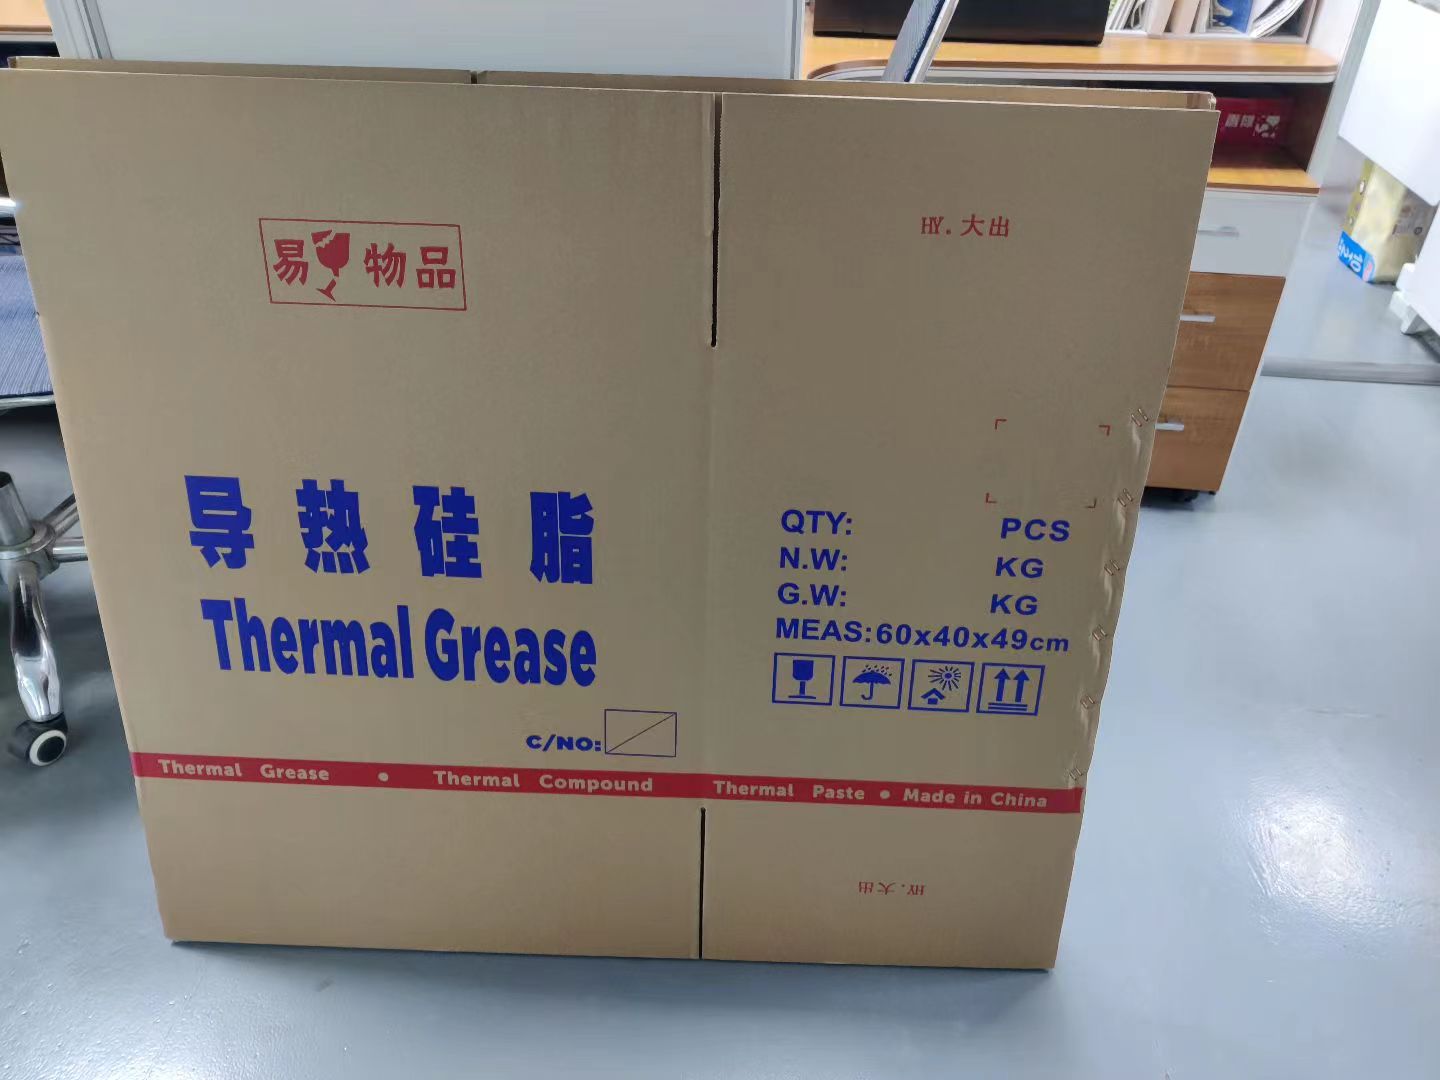 易物品
HY.大出
导热硅脂
Thermal Grease
C/NO:
QTY: PCS
N.W: KG
G.W: KG
MEAS:60x40x49cm
Thermal Grease • Thermal Compound
Thermal Paste • Made in China
HY.大出